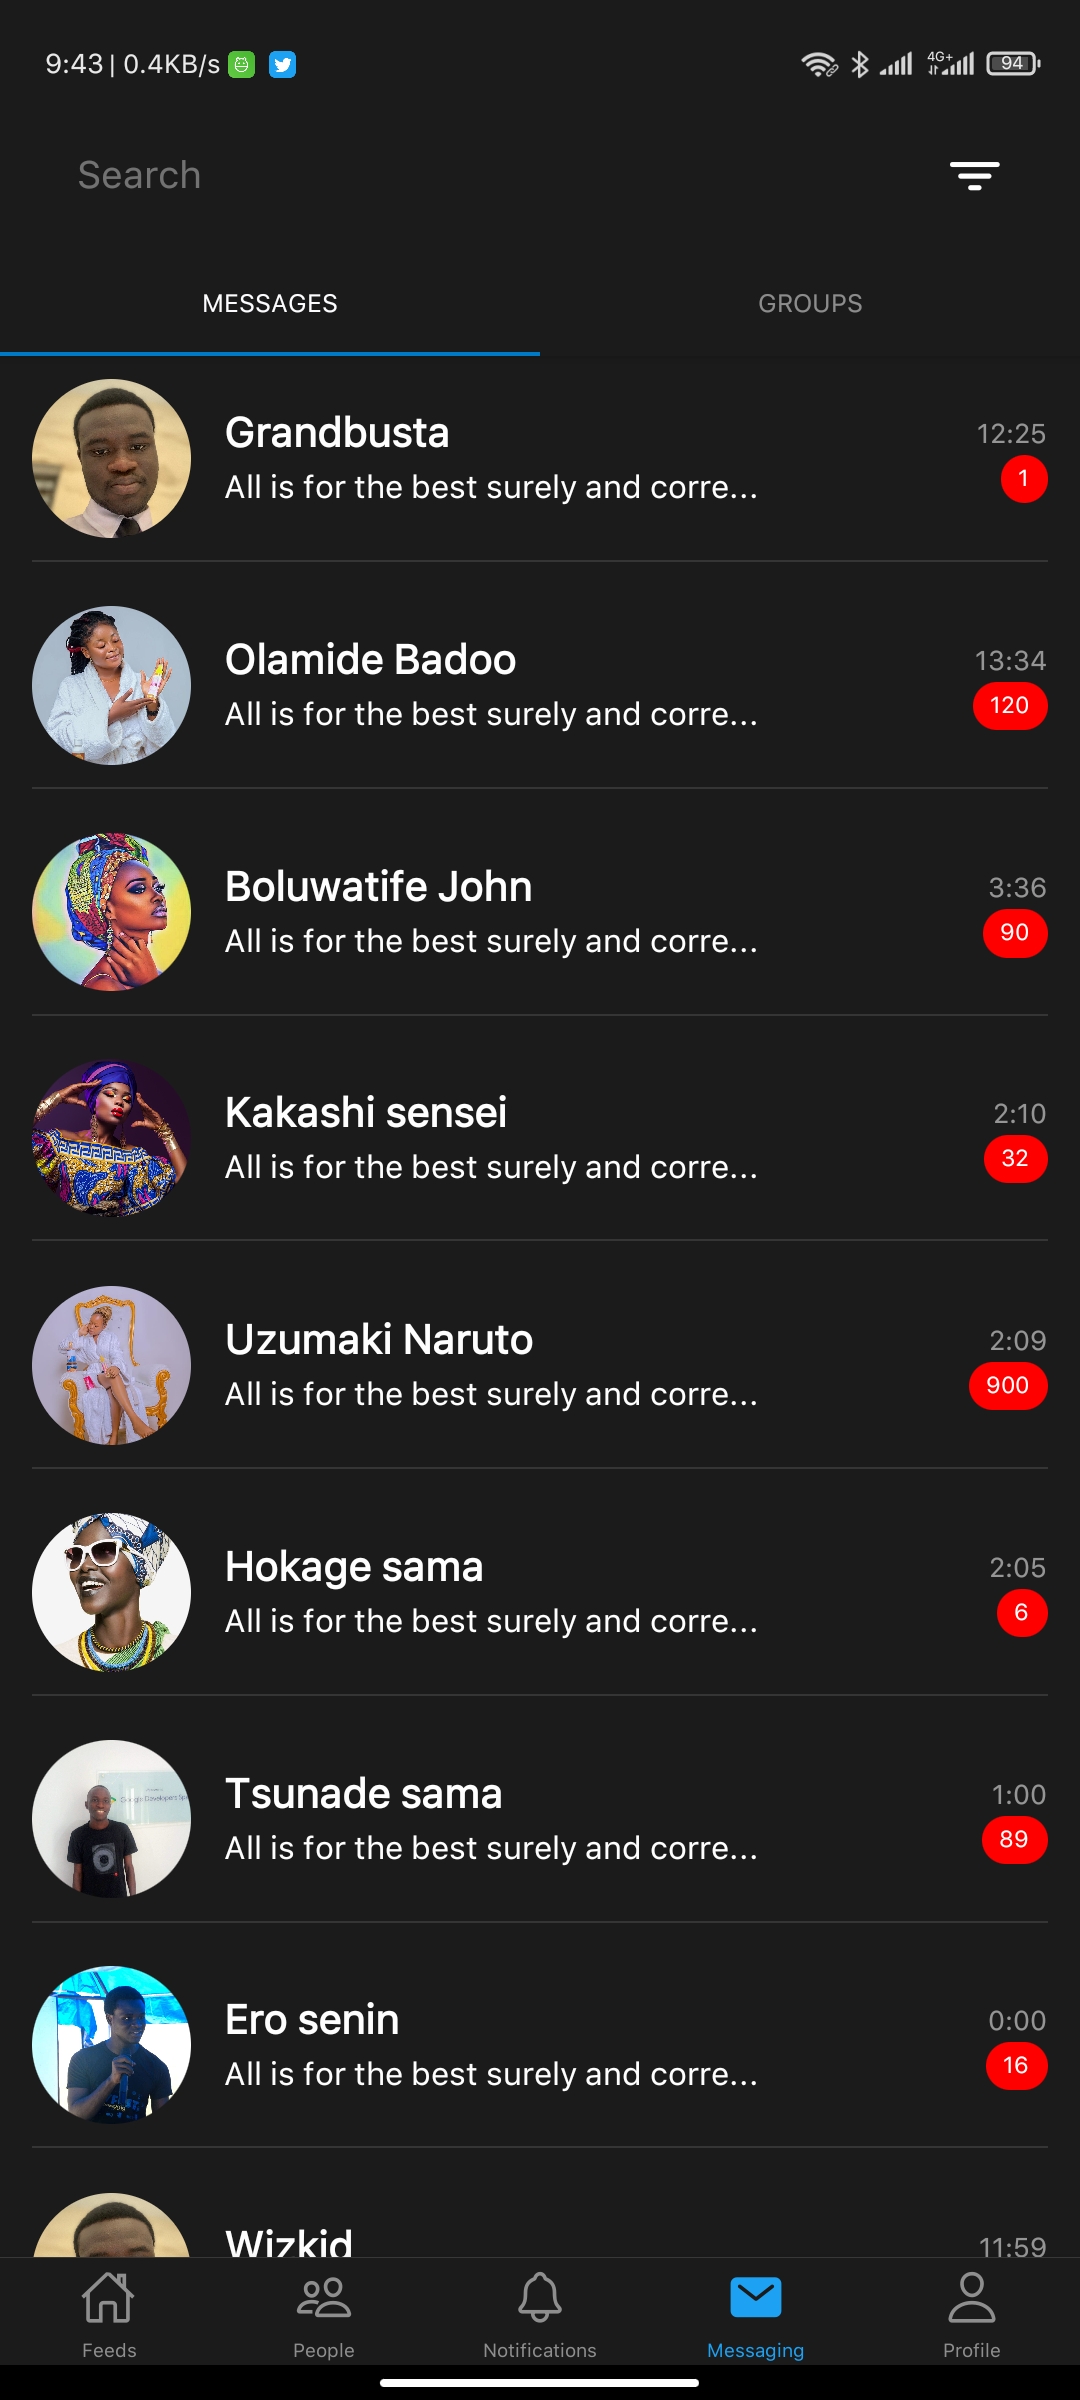 9:43 | 0.4KB/s 4G+ 94
Search
MESSAGES GROUPS
Grandbusta 12:25
All is for the best surely and corre... 1
Olamide Badoo 13:34
All is for the best surely and corre... 120
Boluwatife John 3:36
All is for the best surely and corre... 90
Kakashi sensei 2:10
All is for the best surely and corre... 32
Uzumaki Naruto 2:09
All is for the best surely and corre... 900
Hokage sama 2:05
All is for the best surely and corre... 6
Tsunade sama 1:00
All is for the best surely and corre... 89
Ero senin 0:00
All is for the best surely and corre... 16
Wizkid 11:59
Feeds People Notifications Messaging Profile